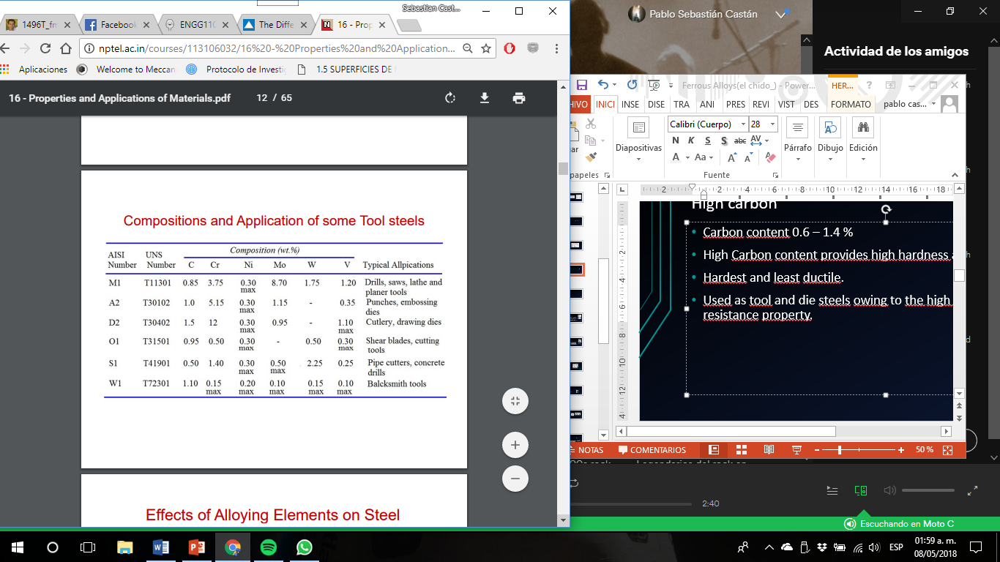 Sebastian Cast...
1496T_fm
Facebook
ENGG110
The Diffe
16 - Prop
nptel.ac.in/courses/113106032/16%20-%20Properties%20and%20Application...
Aplicaciones
Welcome to Meccan
Protocolo de Investig
1.5 SUPERFICIES DE
16 - Properties and Applications of Materials.pdf
12 / 65
Compositions and Application of some Tool steels
AISI Number UNS Number Composition (wt.%)
C Cr Ni Mo W V Typical Allpications
M1 T11301 0.85 3.75 0.30 max 8.70 1.75 1.20 Drills, saws, lathe and planer tools
A2 T30102 1.0 5.15 0.30 max 1.15 - 0.35 Punches, embossing dies
D2 T30402 1.5 12 0.30 max 0.95 - 1.10 max Cutlery, drawing dies
O1 T31501 0.95 0.50 0.30 max - 0.50 0.30 max Shear blades, cutting tools
S1 T41901 0.50 1.40 0.30 max 0.50 max 2.25 0.25 Pipe cutters, concrete drills
W1 T72301 1.10 0.15 max 0.20 max 0.10 max 0.15 max 0.10 max Balcksmith tools
Effects of Alloying Elements on Steel
Pablo Sebastián Castán
Actividad de los amigos
Ferrous Alloys(el chido_) - Power...
HER...
HIVO INICI INSE DISE TRA ANI PRES REVI VIST DES FORMATO pablo cas...
Calibri (Cuerpo) 28
N K S S abc AV
A Aa A A
Diapositivas
Párrafo
Dibujo
Edición
papeles
Fuente
2 2 4 6 8 10 12 14 16 18
High carbon
Carbon content 0.6 – 1.4 %
High Carbon content provides high hardness
Hardest and least ductile.
Used as tool and die steels owing to the high
resistance property.
NOTAS
COMENTARIOS
50 %
2:40
Escuchando en Moto C
ESP
01:59 a. m.
08/05/2018